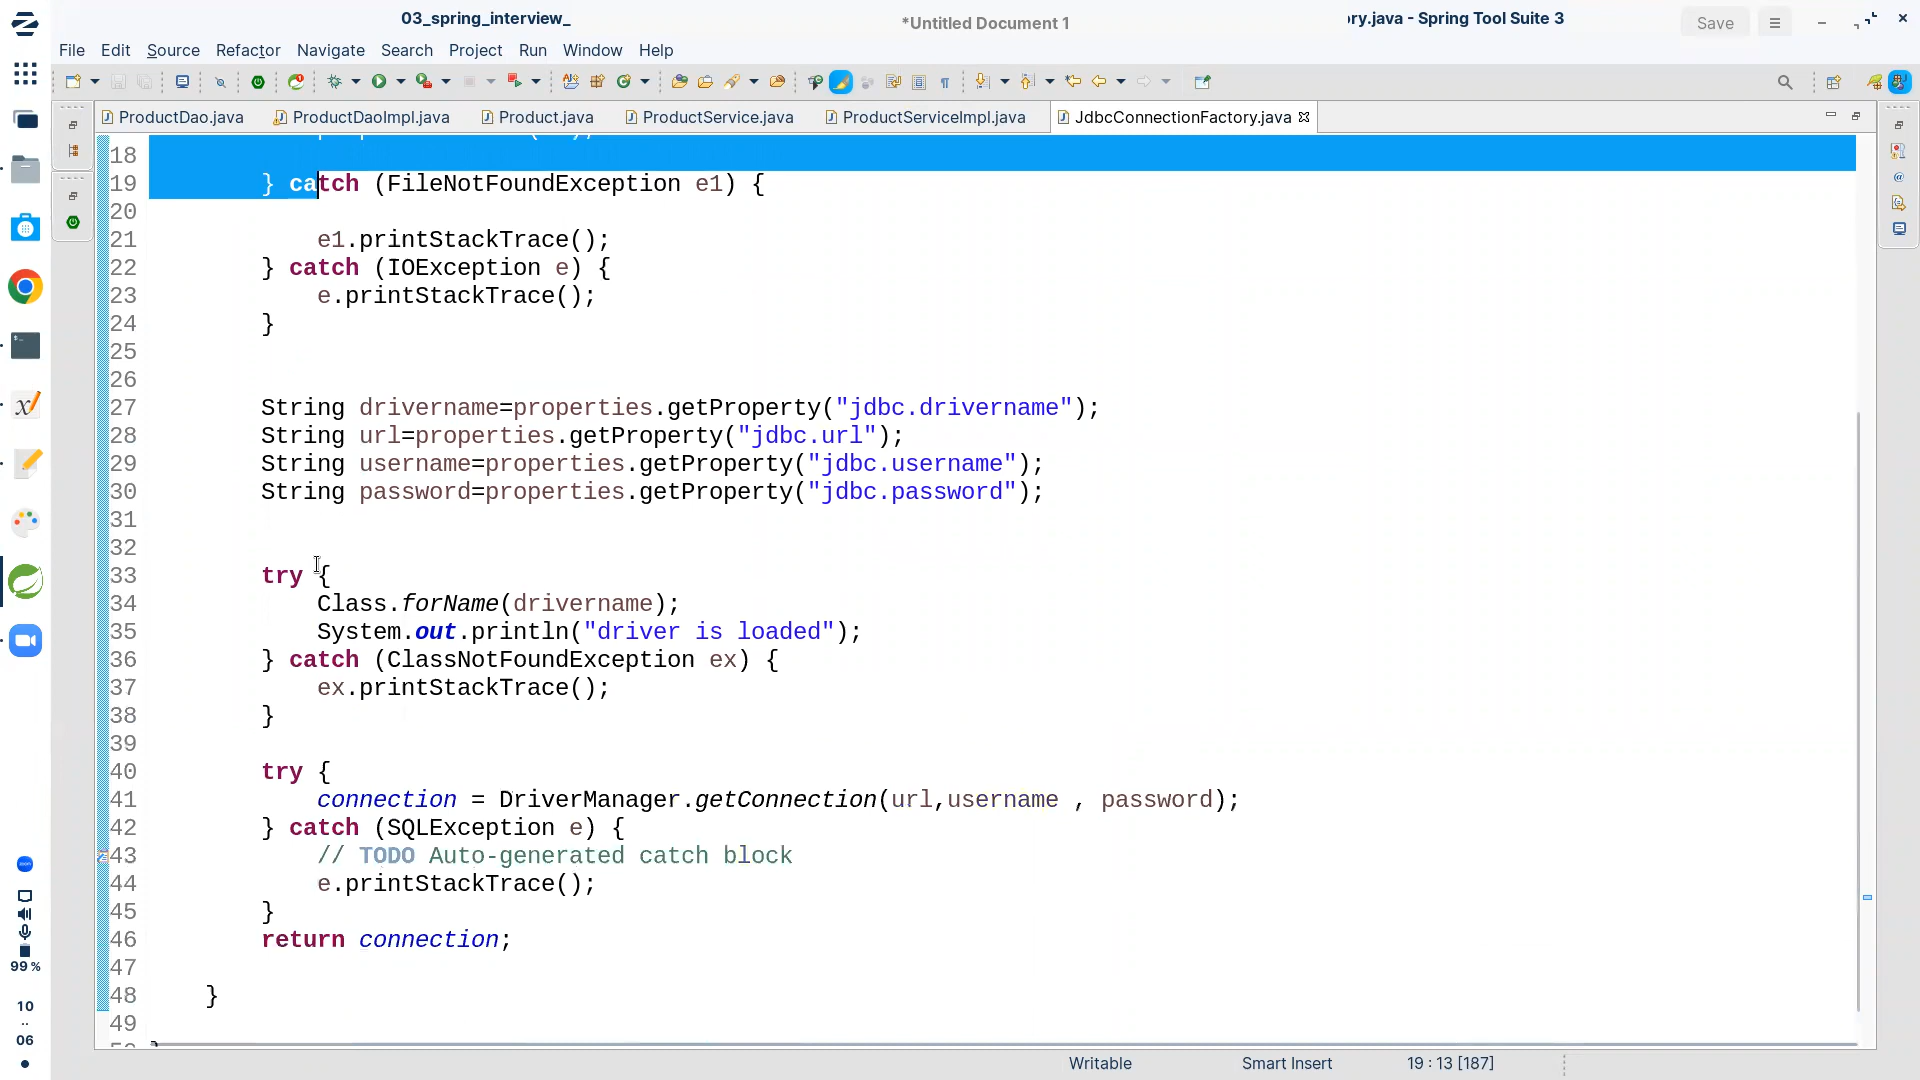 03_spring_interview_
*Untitled Document 1
ory.java - Spring Tool Suite 3
Save
File Edit Source Refactor Navigate Search Project Run Window Help
ProductDao.java ProductDaoImpl.java Product.java ProductService.java ProductServiceImpl.java JdbcConnectionFactory.java
18
19 } catch (FileNotFoundException e1) {
20
21 e1.printStackTrace();
22 } catch (IOException e) {
23 e.printStackTrace();
24 }
25
26
27 String drivername=properties.getProperty("jdbc.drivername");
28 String url=properties.getProperty("jdbc.url");
29 String username=properties.getProperty("jdbc.username");
30 String password=properties.getProperty("jdbc.password");
31
32
33 try {
34 Class.forName(drivername);
35 System.out.println("driver is loaded");
36 } catch (ClassNotFoundException ex) {
37 ex.printStackTrace();
38 }
39
40 try {
41 connection = DriverManager.getConnection(url,username , password);
42 } catch (SQLException e) {
43 // TODO Auto-generated catch block
44 e.printStackTrace();
45 }
46 return connection;
47
48 }
49
99 %
10
..
06
Writable Smart Insert 19 : 13 [187]